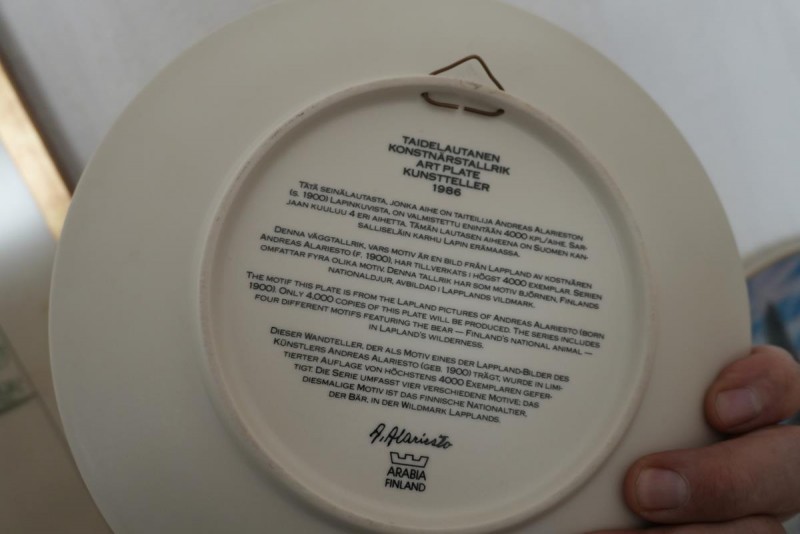 TAIDELAUTANEN
KONSTNÄRSTALLRIK
ART PLATE
KUNSTTELLER
1986
TÄTÄ SEINÄLAUTASTA, JONKA AIHE ON TAITEILIJA ANDREAS ALARIESTON
(S. 1900) LAPINKUVISTA, ON VALMISTETTU ENINTÄÄN 4000 KPL/AIHE. SAR-
JAAN KUULUU 4 ERI AIHETTA. TÄMÄN LAUTASEN AIHEENA ON SUOMEN KAN-
SALLISELÄIN KARHU LAPIN ERÄMAASSA.
DENNA VÄGGTALLRIK, VARS MOTIV ÄR EN BILD FRÅN LAPPLAND AV KOSTNÄREN
ANDREAS ALARIESTO (F. 1900), HAR TILLVERKATS I HÖGST 4000 EXEMPLAR. SERIEN
OMFATTAR FYRA OLIKA MOTIV. DENNA TALLRIK HAR SOM MOTIV BJÖRNEN, FINLANDS
NATIONALDJUR, AVBILDAD I LAPPLANDS VILDMARK.
THE MOTIF THIS PLATE IS FROM THE LAPLAND PICTURES OF ANDREAS ALARIESTO (BORN
1900). ONLY 4,000 COPIES OF THIS PLATE WILL BE PRODUCED. THE SERIES INCLUDES
FOUR DIFFERENT MOTIFS FEATURING THE BEAR — FINLAND'S NATIONAL ANIMAL —
IN LAPLAND'S WILDERNESS.
DIESER WANDTELLER, DER ALS MOTIV EINES DER LAPPLAND-BILDER DES
KÜNSTLERS ANDREAS ALARIESTO (GEB. 1900) TRÄGT, WURDE IN LIMI-
TIERTER AUFLAGE VON HÖCHSTENS 4000 EXEMPLAREN GEFER-
TIGT. DIE SERIE UMFASST VIER VERSCHIEDENE MOTIVE; DAS
DIESMALIGE MOTIV IST DAS FINNISCHE NATIONALTIER,
DER BÄR, IN DER WILDMARK LAPPLANDS.
A. Alariesto
ARABIA
FINLAND